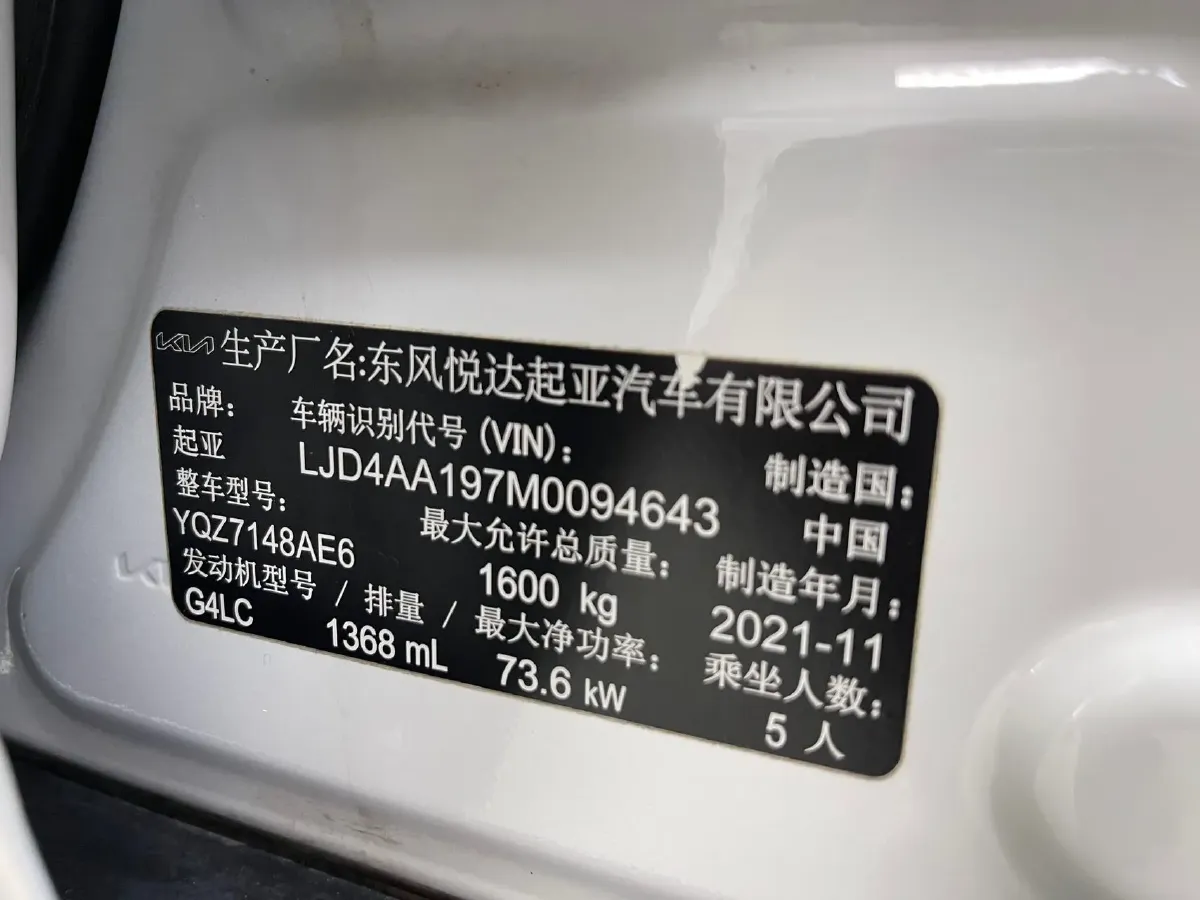 KIA 生产厂名:东风悦达起亚汽车有限公司
品牌: 车辆识别代号 (VIN): 制造国:
起亚 LJD4AA197M0094643 中国
整车型号: 最大允许总质量: 制造年月:
YQZ7148AE6 1600 kg 2021-11
发动机型号 / 排量 / 最大净功率: 乘坐人数:
G4LC 1368 mL 73.6 kW 5 人